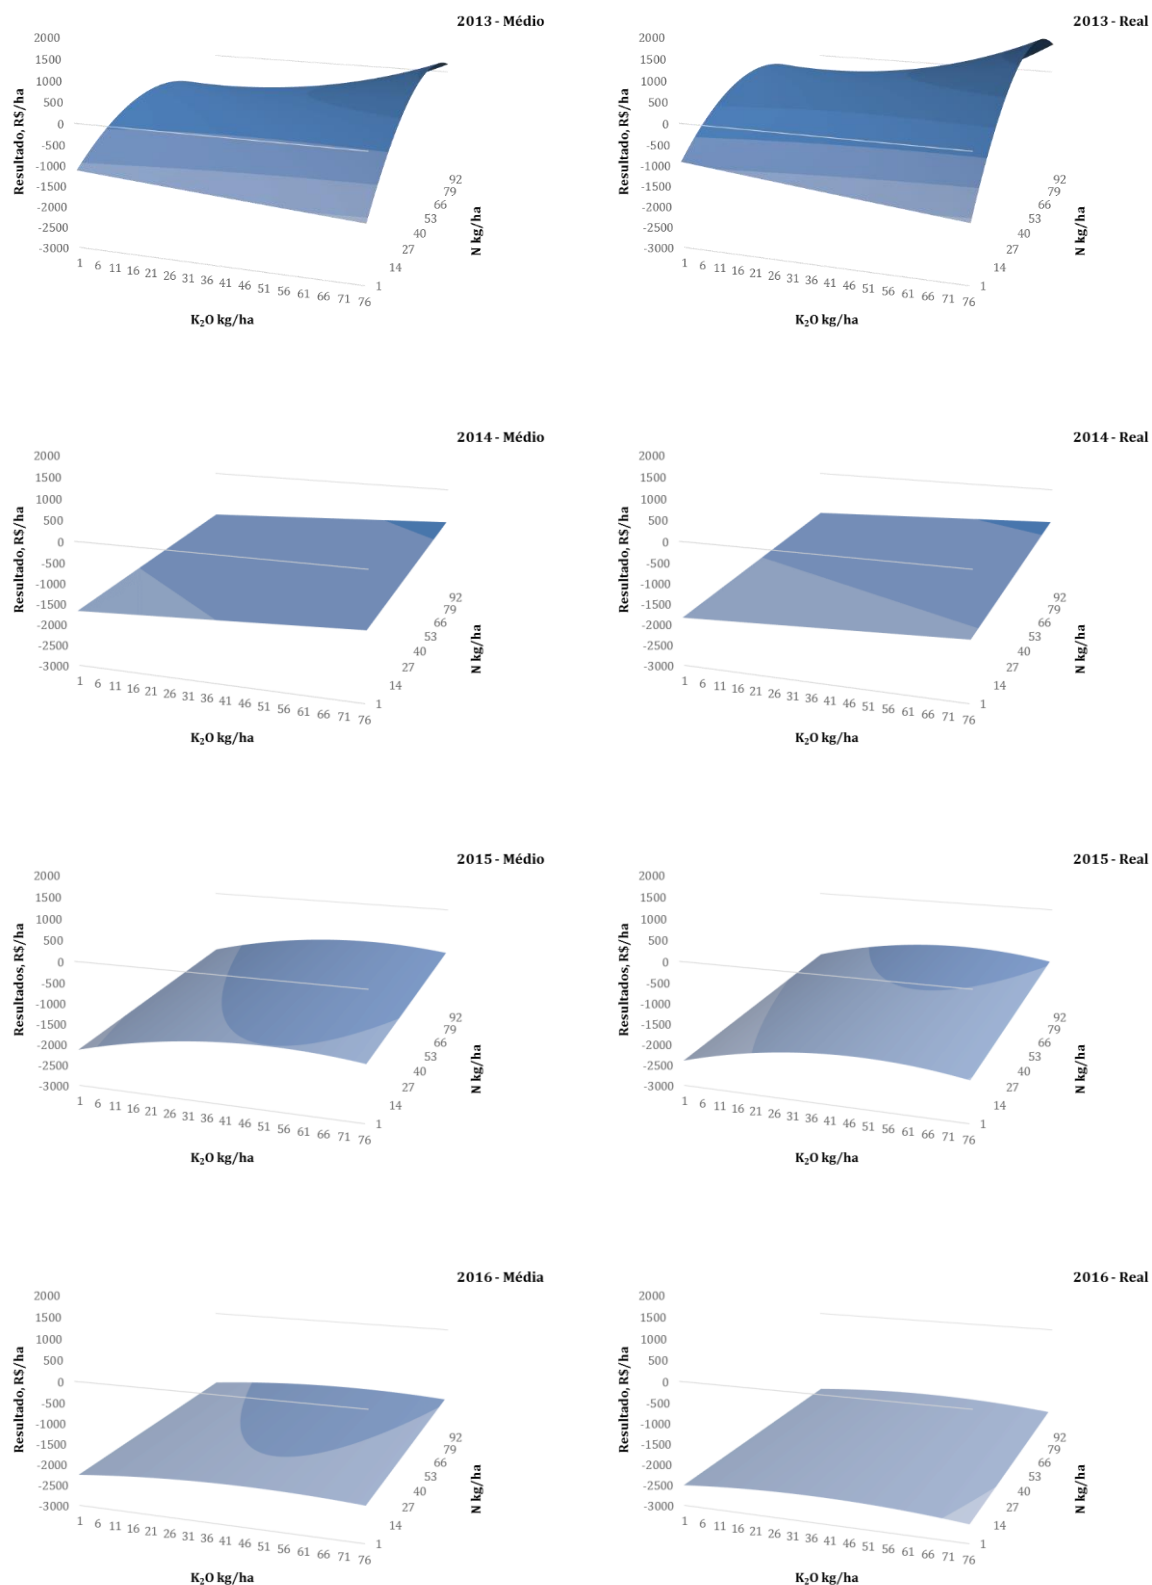 2013 - Médio
2000
1500
1000
500
0
-500
-1000
-1500
-2000
-2500
-3000
Resultado, R$/ha
1 6 11 16 21 26 31 36 41 46 51 56 61 66 71 76
K₂O kg/ha
1 14 27 40 53 66 79 92
N kg/ha
2013 - Real
2000
1500
1000
500
0
-500
-1000
-1500
-2000
-2500
-3000
Resultado, R$/ha
1 6 11 16 21 26 31 36 41 46 51 56 61 66 71 76
K₂O kg/ha
1 14 27 40 53 66 79 92
N kg/ha
2014 - Médio
2000
1500
1000
500
0
-500
-1000
-1500
-2000
-2500
-3000
Resultado, R$/ha
1 6 11 16 21 26 31 36 41 46 51 56 61 66 71 76
K₂O kg/ha
1 14 27 40 53 66 79 92
N kg/ha
2014 - Real
2000
1500
1000
500
0
-500
-1000
-1500
-2000
-2500
-3000
Resultado, R$/ha
1 6 11 16 21 26 31 36 41 46 51 56 61 66 71 76
K₂O kg/ha
1 14 27 40 53 66 79 92
N kg/ha
2015 - Médio
2000
1500
1000
500
0
-500
-1000
-1500
-2000
-2500
-3000
Resultados, R$/ha
1 6 11 16 21 26 31 36 41 46 51 56 61 66 71 76
K₂O kg/ha
1 14 27 40 53 66 79 92
N kg/ha
2015 - Real
2000
1500
1000
500
0
-500
-1000
-1500
-2000
-2500
-3000
Resultados, R$/ha
1 6 11 16 21 26 31 36 41 46 51 56 61 66 71 76
K₂O kg/ha
1 14 27 40 53 66 79 92
N kg/ha
2016 - Média
2000
1500
1000
500
0
-500
-1000
-1500
-2000
-2500
-3000
Resultado, R$/ha
1 6 11 16 21 26 31 36 41 46 51 56 61 66 71 76
K₂O kg/ha
1 14 27 40 53 66 79 92
N kg/ha
2016 - Real
2000
1500
1000
500
0
-500
-1000
-1500
-2000
-2500
-3000
Resultado, R$/ha
1 6 11 16 21 26 31 36 41 46 51 56 61 66 71 76
K₂O kg/ha
1 14 27 40 53 66 79 92
N kg/ha